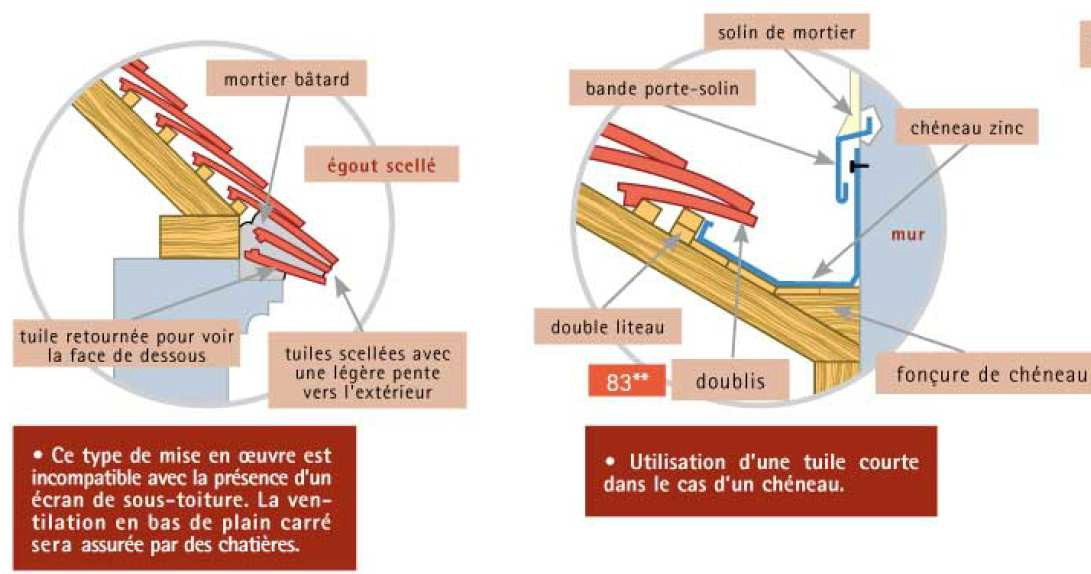 mortier bâtard
égout scellé
tuile retournée pour voir
la face de dessous
tuiles scellées avec
une légère pente
vers l'extérieur
• Ce type de mise en œuvre est
incompatible avec la présence d'un
écran de sous-toiture. La ven-
tilation en bas de plain carré
sera assurée par des chatières.
solin de mortier
bande porte-solin
chéneau zinc
mur
double liteau
83**
doublis
fonçure de chéneau
• Utilisation d'une tuile courte
dans le cas d'un chéneau.